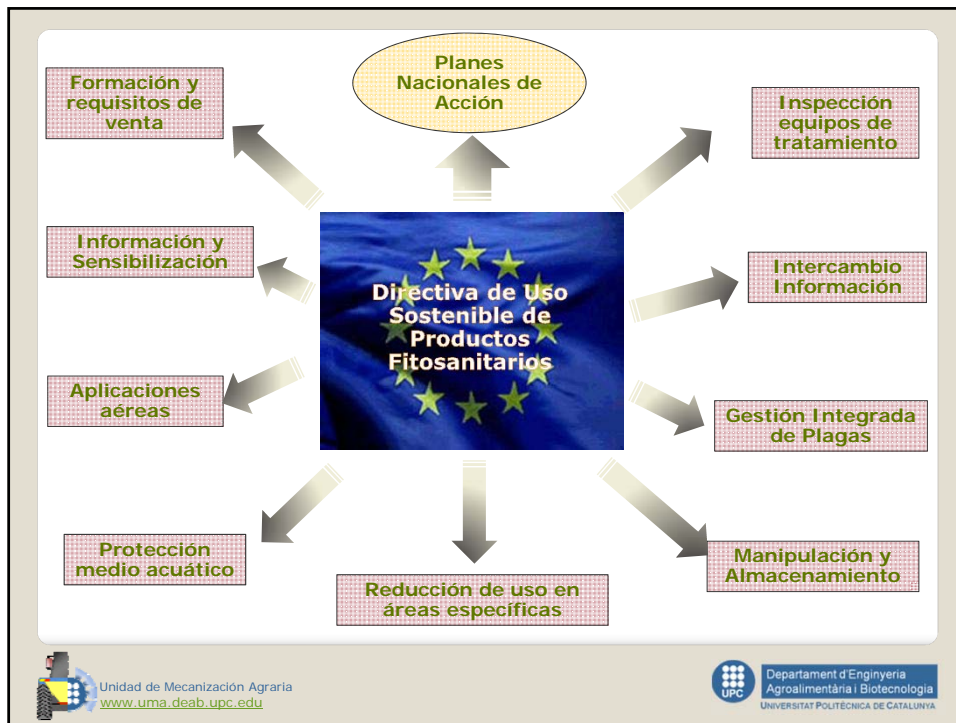 Planes
Nacionales de
Acción
Formación y
requisitos de
venta
Inspección
equipos de
tratamiento
Información y
Sensibilización
Intercambio
Información
Directiva de Uso
Sostenible de
Productos
Fitosanitarios
Aplicaciones
aéreas
Gestión Integrada
de Plagas
Protección
medio acuático
Reducción de uso en
áreas específicas
Manipulación y
Almacenamiento
Unidad de Mecanización Agraria
www.uma.deab.upc.edu
UPC
Departament d'Enginyeria
Agroalimentària i Biotecnologia
UNIVERSITAT POLITÈCNICA DE CATALUNYA